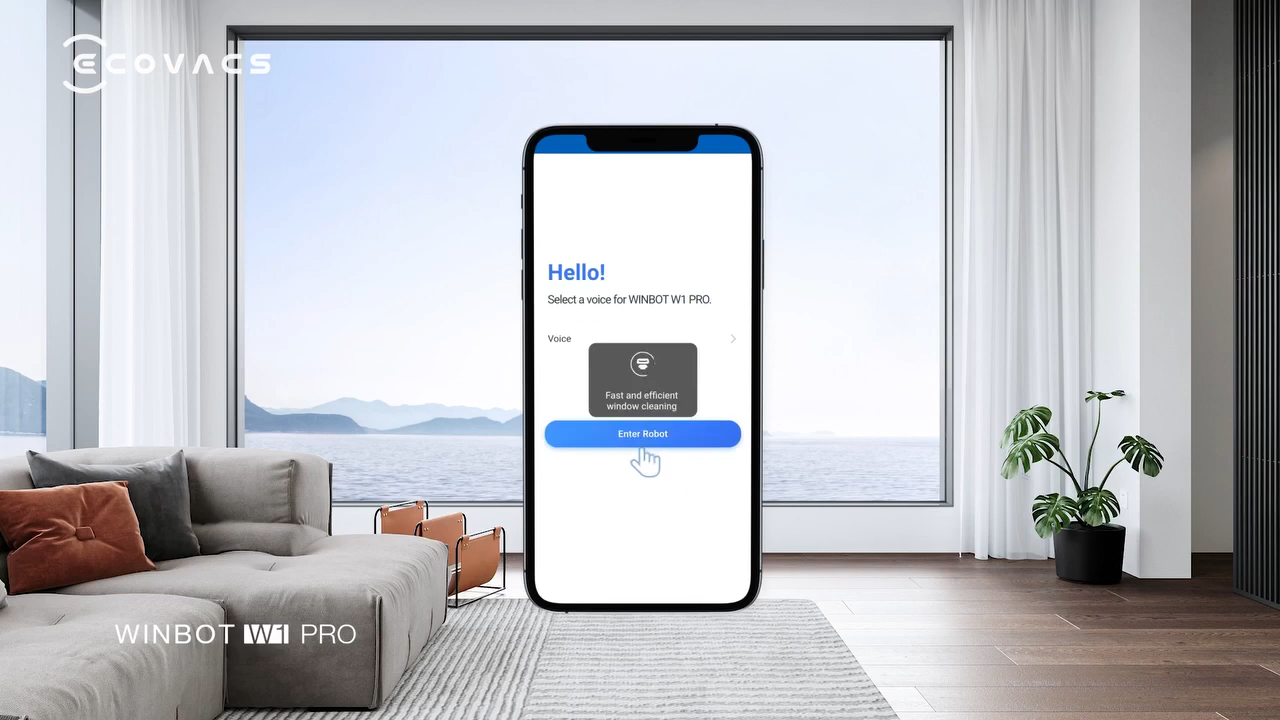 ECOVACS
Hello!
Select a voice for WINBOT W1 PRO.
Voice
Fast and efficient
window cleaning
Enter Robot
WINBOT W1 PRO